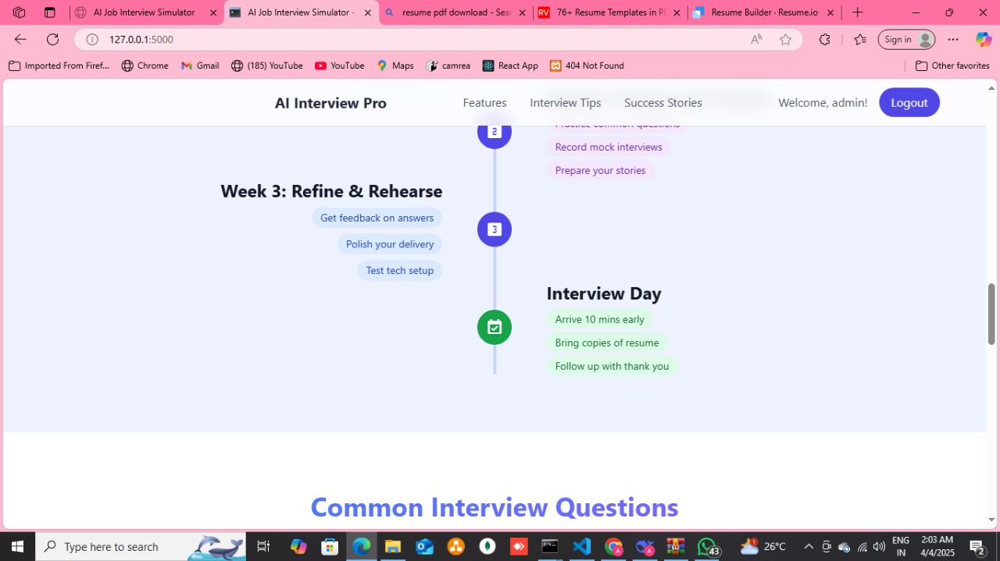 AI Job Interview Simulator
AI Job Interview Simulator -
resume pdf download - Sear
76+ Resume Templates in PD
Resume Builder · Resume.io
127.0.0.1:5000
Sign in
Imported From Firef...
Chrome
Gmail
(185) YouTube
YouTube
Maps
camrea
React App
404 Not Found
Other favorites
AI Interview Pro
Features
Interview Tips
Success Stories
Welcome, admin!
Logout
2
Practice common questions
Record mock interviews
Prepare your stories
Week 3: Refine & Rehearse
Get feedback on answers
Polish your delivery
Test tech setup
3
Interview Day
Arrive 10 mins early
Bring copies of resume
Follow up with thank you
Common Interview Questions
Type here to search
43
26°C
ENG
IN
2:03 AM
4/4/2025
2